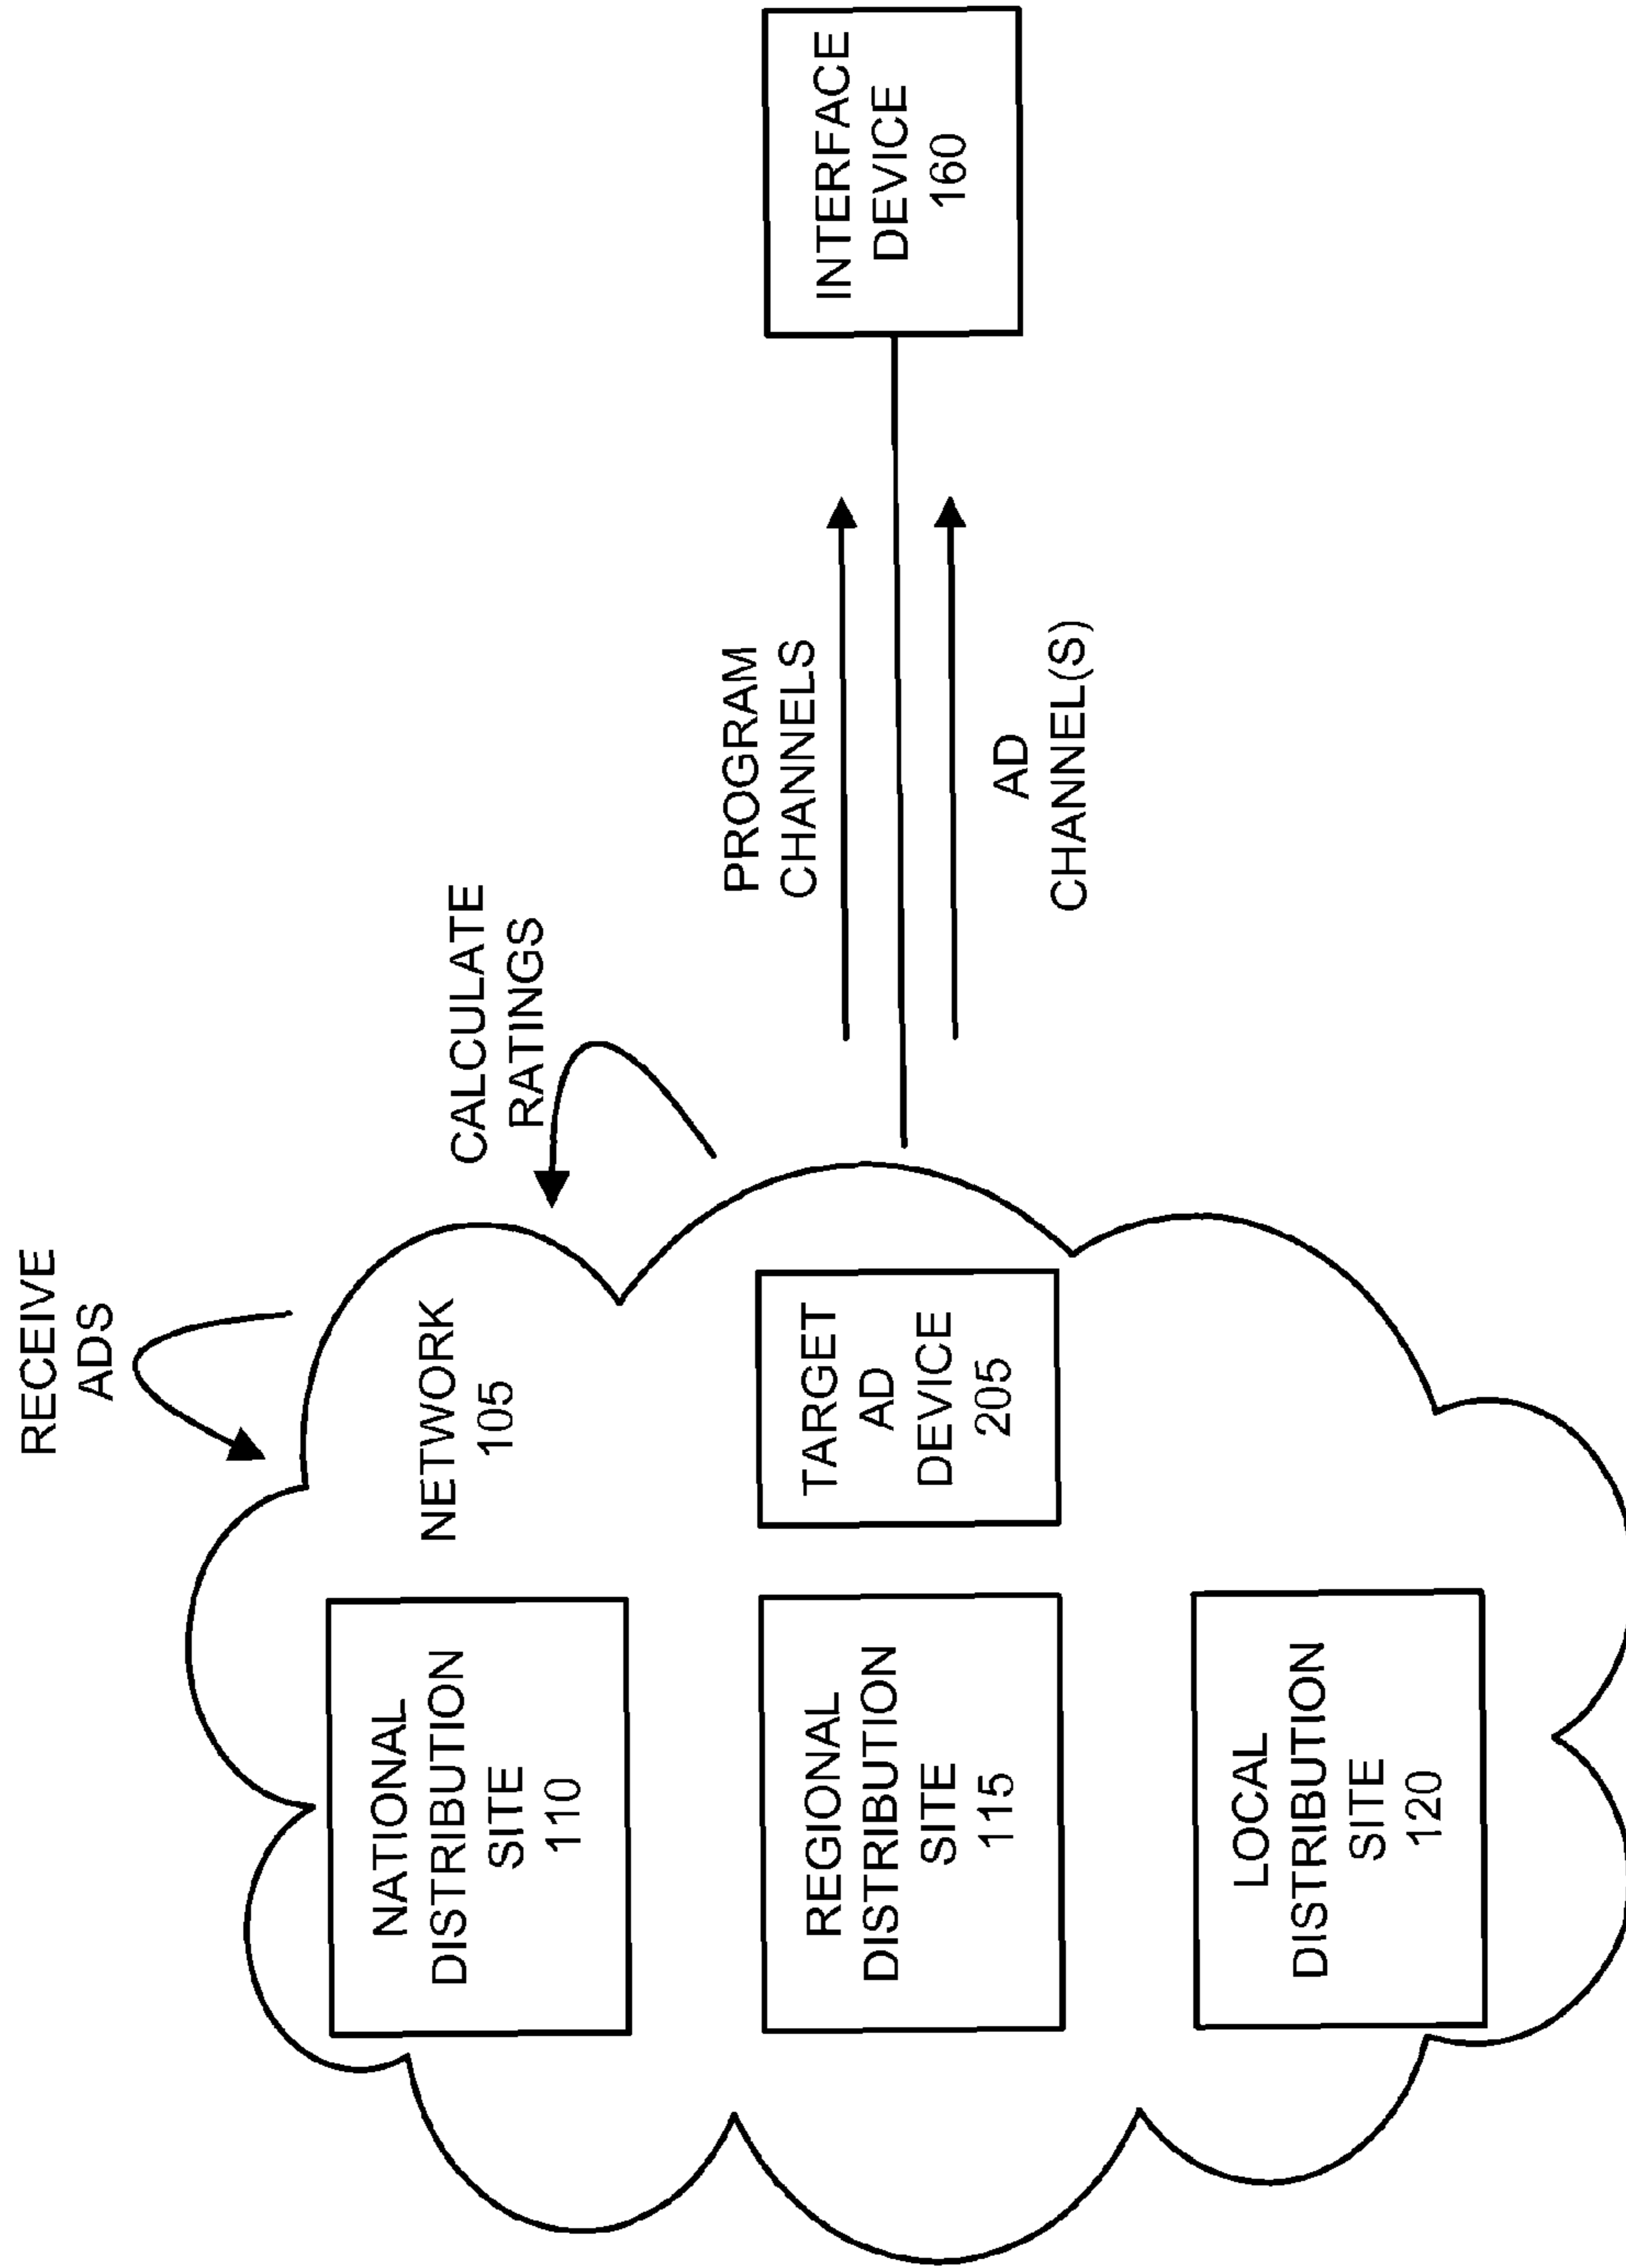 RECEIVE
ADS
CALCULATE
RATINGS
NETWORK
105
NATIONAL
DISTRIBUTION
SITE
110
PROGRAM
CHANNELS
INTERFACE
DEVICE
160
REGIONAL
DISTRIBUTION
SITE
115
TARGET
AD
DEVICE
205
AD
CHANNEL(S)
LOCAL
DISTRIBUTION
SITE
120